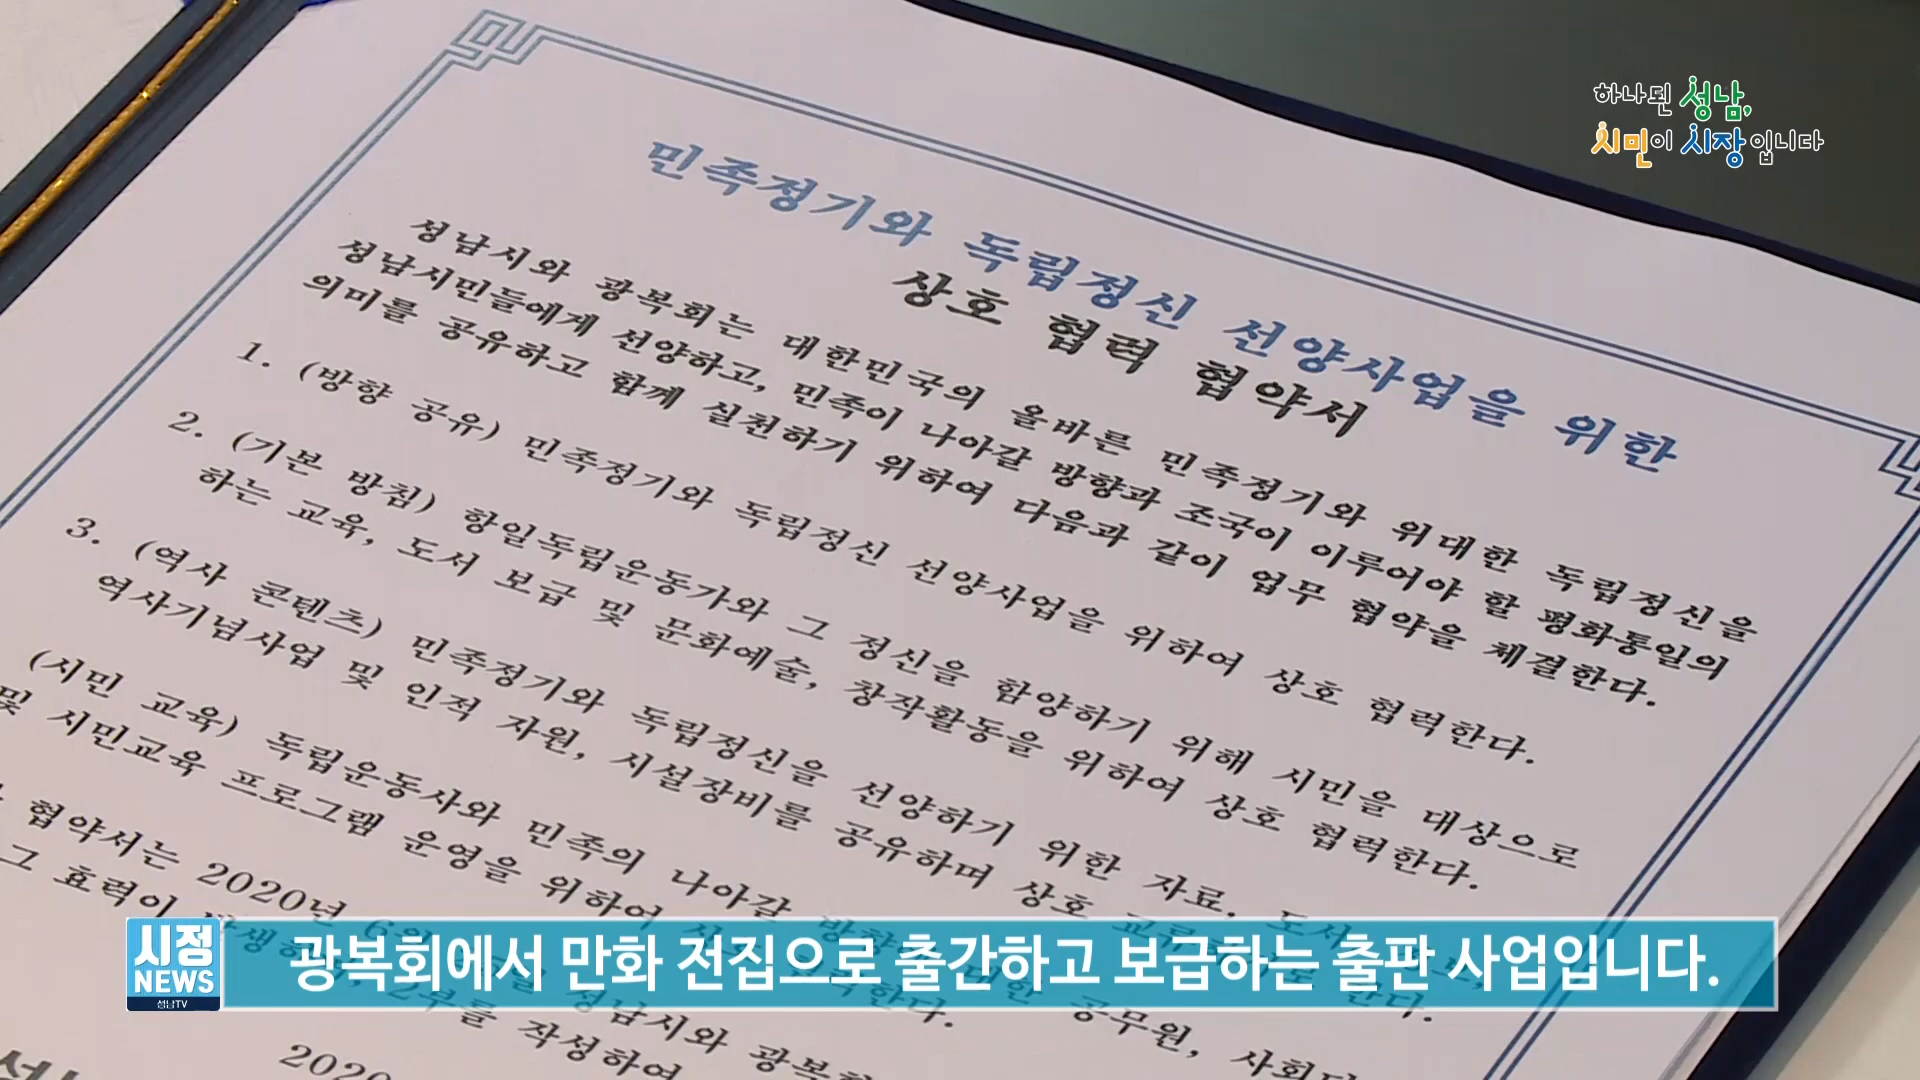 하나된 성남,
시민이 시장입니다
민족정기와 독립정신 선양사업을 위한
상호 협력 협약서
성남시와 광복회는 대한민국의 올바른 민족정기와 위대한 독립정신을
성남시민들에게 선양하고, 민족이 나아갈 방향과 조국이 이루어야 할 평화통일의
의미를 공유하고 함께 실천하기 위하여 다음과 같이 업무 협약을 체결한다.
1. (방향 공유) 민족정기와 독립정신 선양사업을 위하여 상호 협력한다.
2. (기본 방침) 항일독립운동가와 그 정신을 함양하기 위해 시민을 대상으로
하는 교육, 도서 보급 및 문화예술, 창작활동을 위하여 상호 협력한다.
3. (역사 콘텐츠) 민족정기와 독립정신을 선양하기 위한 자료,
역사기념사업 및 인적 자원, 시설장비를 공유하며 상호 한다.
(시민 교육) 독립운동사와 민족의 나아갈 공무원, 사회
및 시민교육 프로그램 운영을 위하여 한다.
협약서는 2020년 성남시와 광복회
그 효력이 2부를 작성하여
2020
시정
NEWS
성남TV
광복회에서 만화 전집으로 출간하고 보급하는 출판 사업입니다.